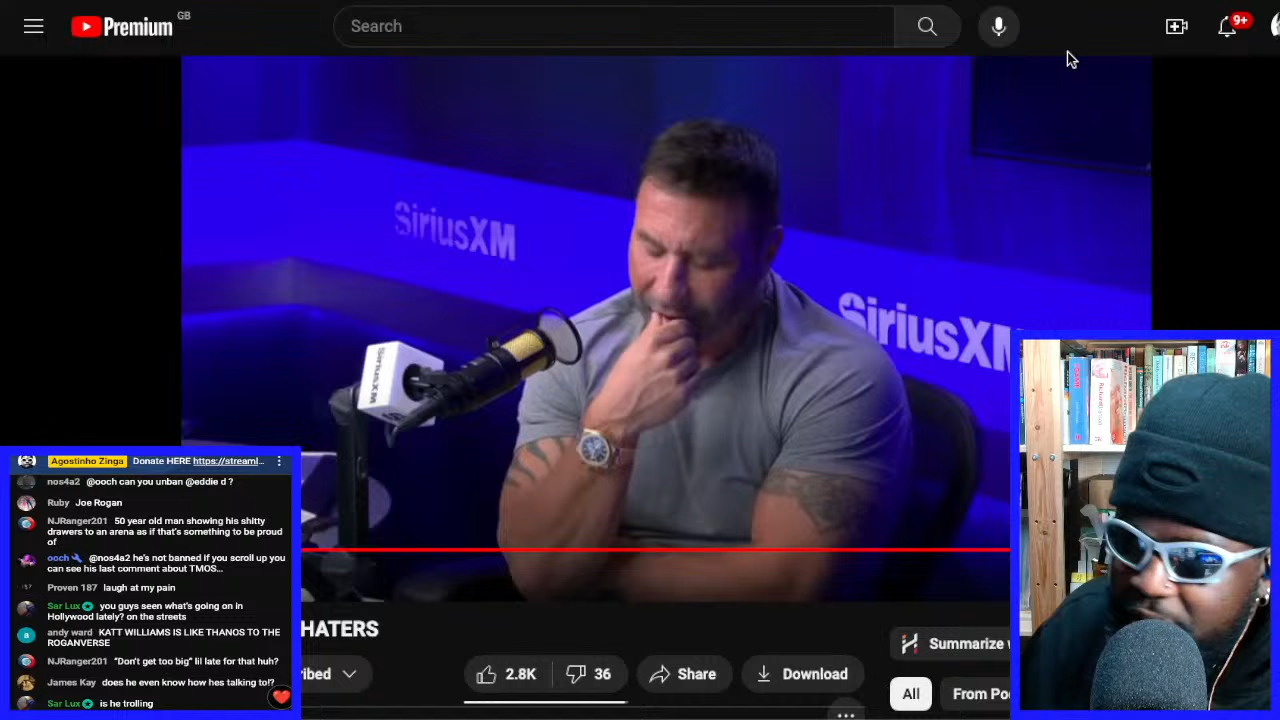 Premium GB
Search
9+
SiriusXM
SiriusXM
SiriusXM
Agostinho Zinga Donate HERE https://streaml...
nos4a2 @ooch can you unban @eddie d ?
Ruby Joe Rogan
NJRanger201 50 year old man showing his shitty
drawers to an arena as if that's something to be proud
of
ooch @nos4a2 he's not banned if you scroll up you
can see his last comment about TMOS...
Proven 187 laugh at my pain
Sar Lux you guys seen what's going on in
Hollywood lately? on the streets
andy ward KATT WILLIAMS IS LIKE THANOS TO THE
ROGANVERSE
NJRanger201 "Don't get too big" lil late for that huh?
James Kay does he even know how hes talking to!?
Sar Lux is he trolling
HATERS
ribed
2.8K
36
Share
Download
Summarize
All
From Po